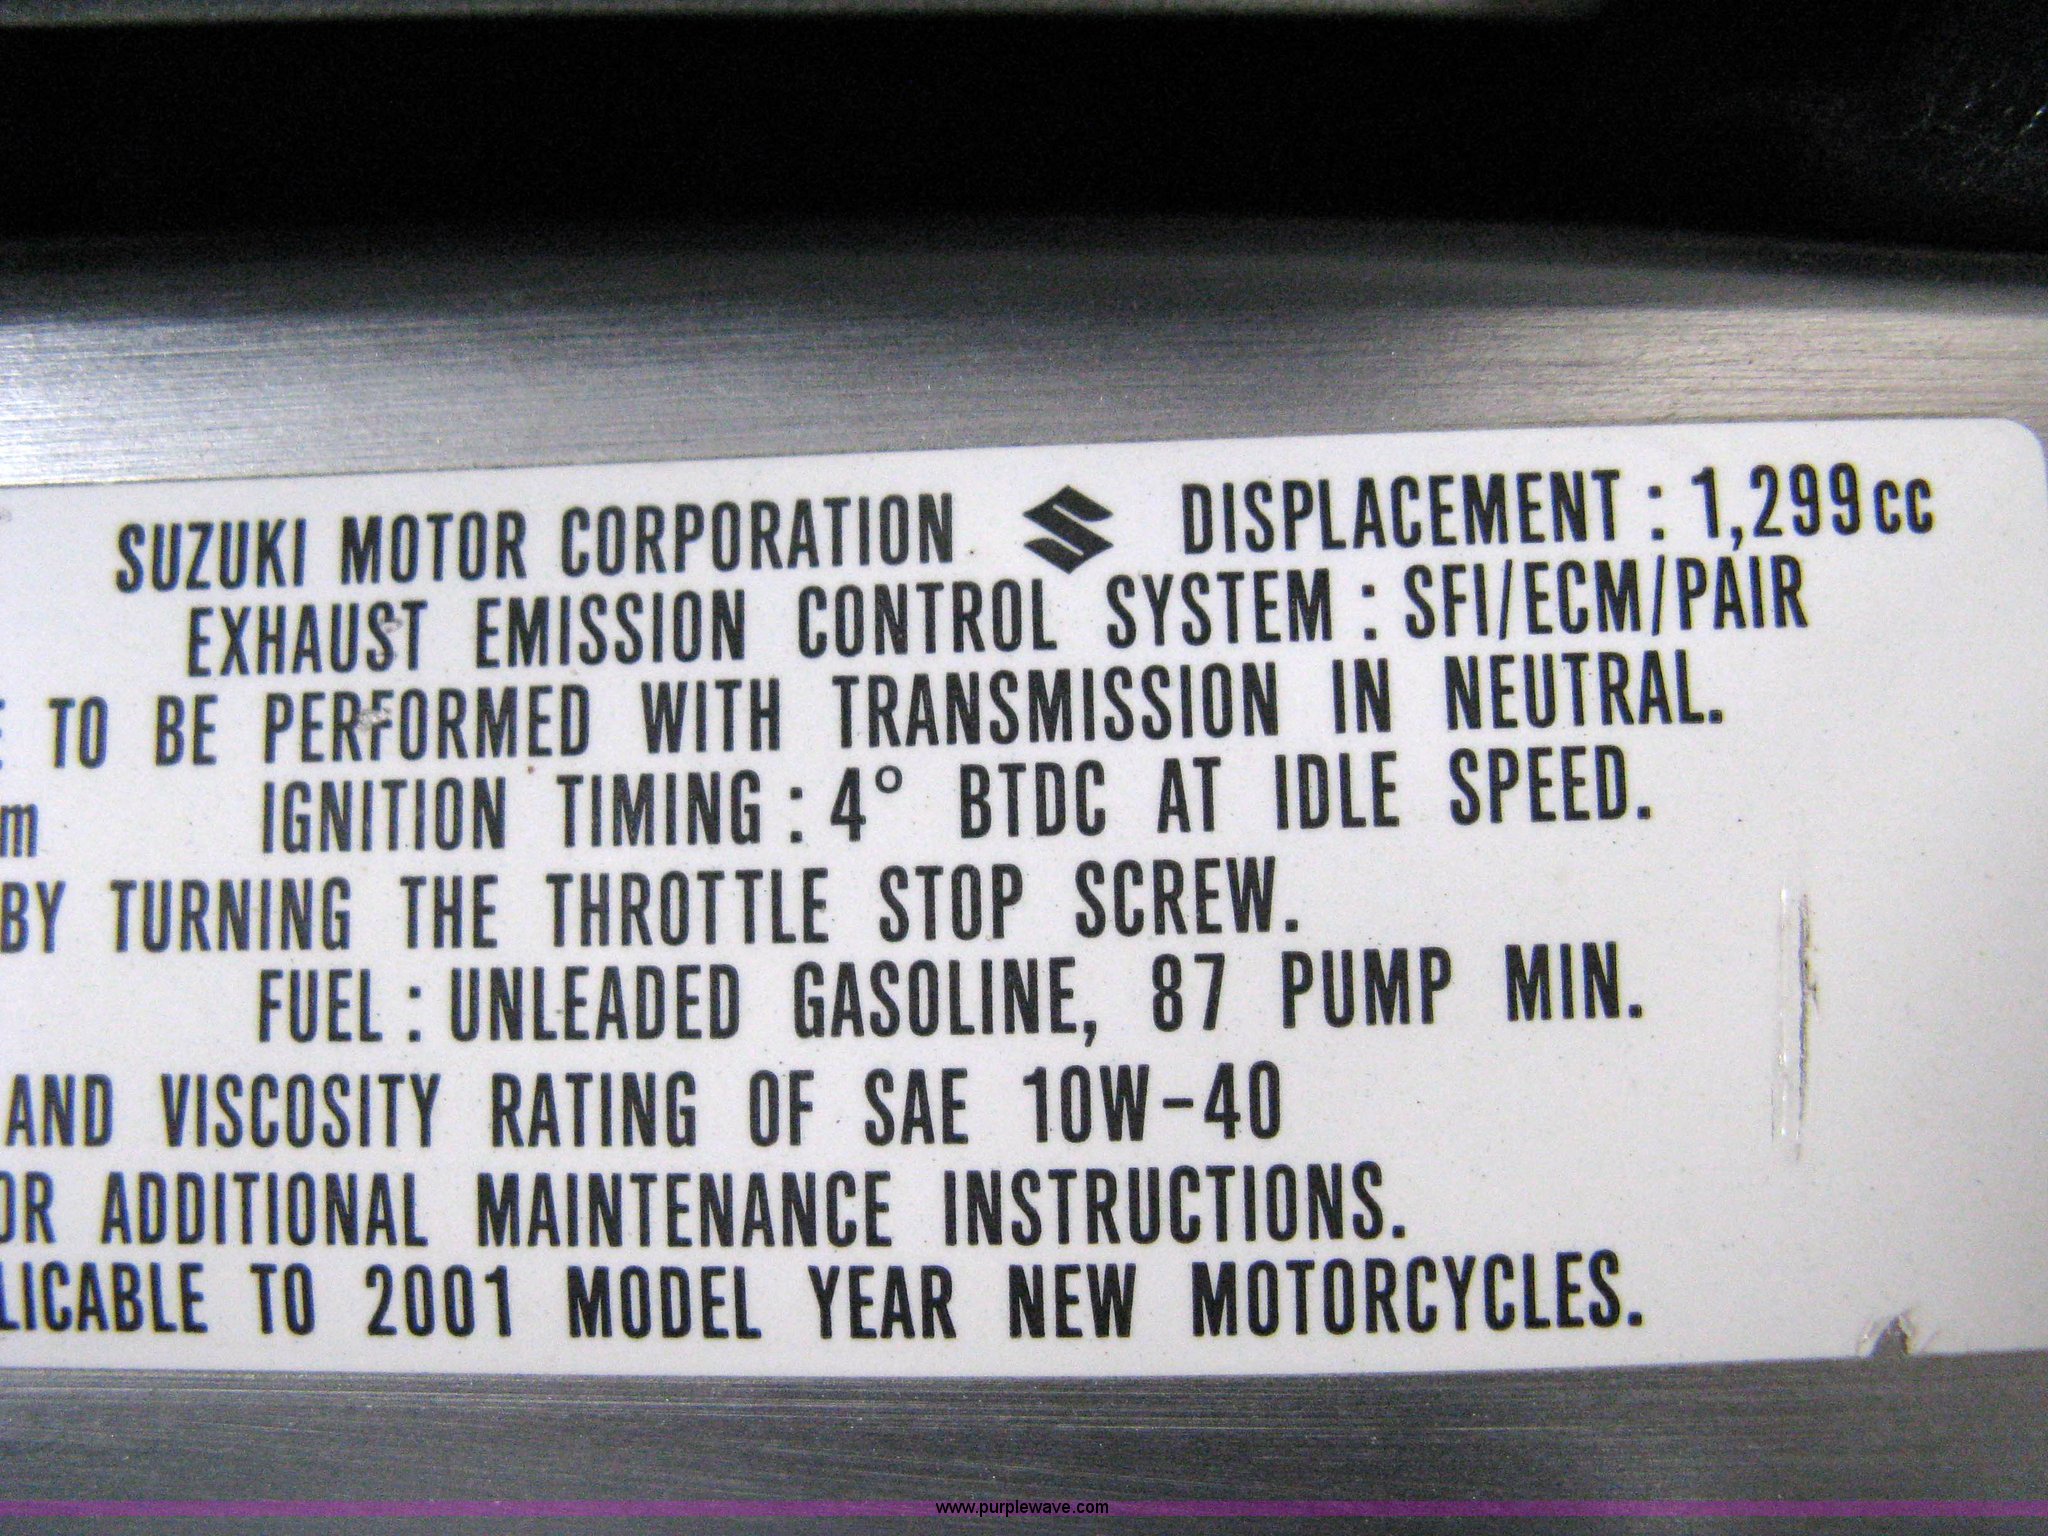 SUZUKI MOTOR CORPORATION DISPLACEMENT : 1,299cc
EXHAUST EMISSION CONTROL SYSTEM : SFI/ECM/PAIR
TO BE PERFORMED WITH TRANSMISSION IN NEUTRAL.
m IGNITION TIMING : 4° BTDC AT IDLE SPEED.
BY TURNING THE THROTTLE STOP SCREW.
FUEL : UNLEADED GASOLINE, 87 PUMP MIN.
AND VISCOSITY RATING OF SAE 10W-40
OR ADDITIONAL MAINTENANCE INSTRUCTIONS.
LICABLE TO 2001 MODEL YEAR NEW MOTORCYCLES.
www.purplewave.com